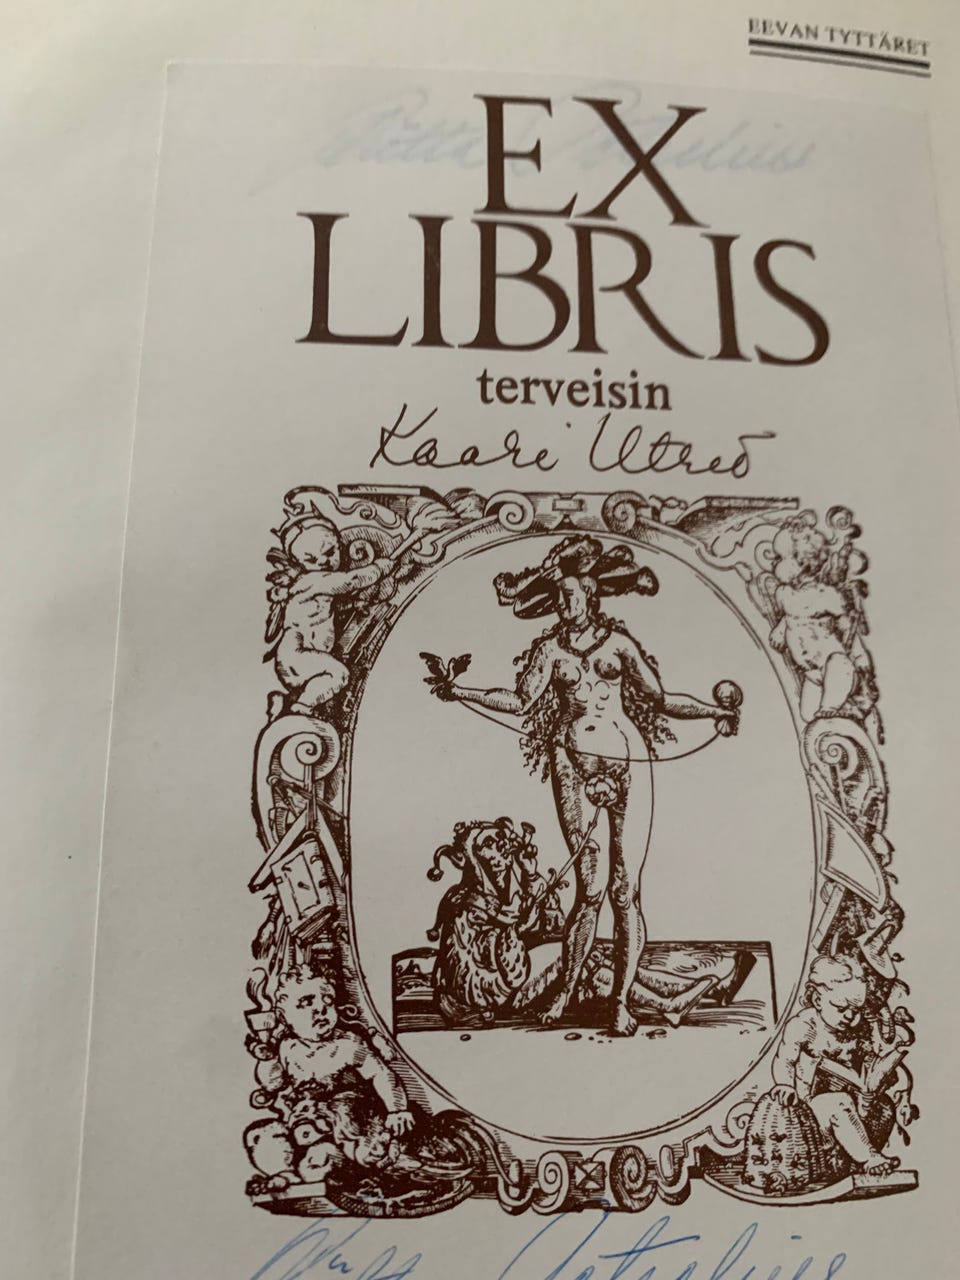 EEVAN TYTTÄRET
EX
LIBRIS
terveisin
Kaari Utrio